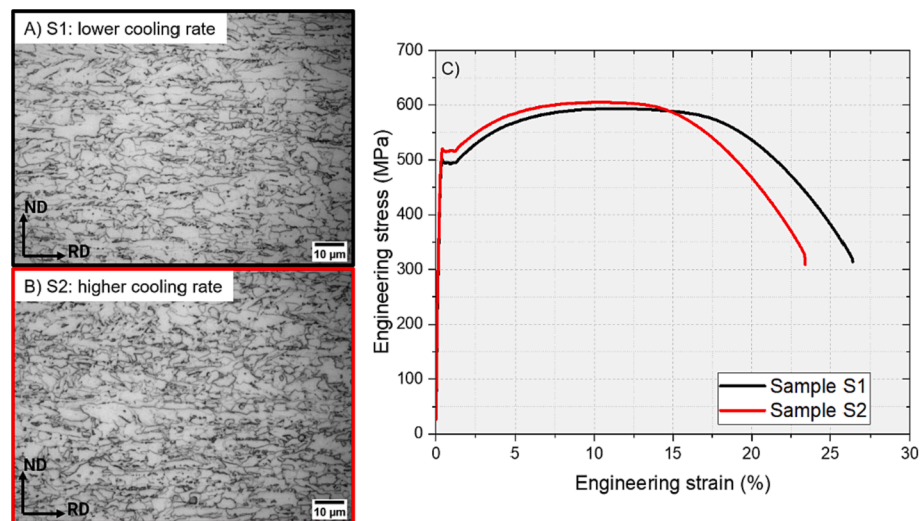 A) S1: lower cooling rate
ND
RD
10 µm
B) S2: higher cooling rate
ND
RD
10 µm
C)
Engineering stress (MPa)
700
600
500
400
300
200
100
0
0 5 10 15 20 25 30
Engineering strain (%)
Sample S1
Sample S2